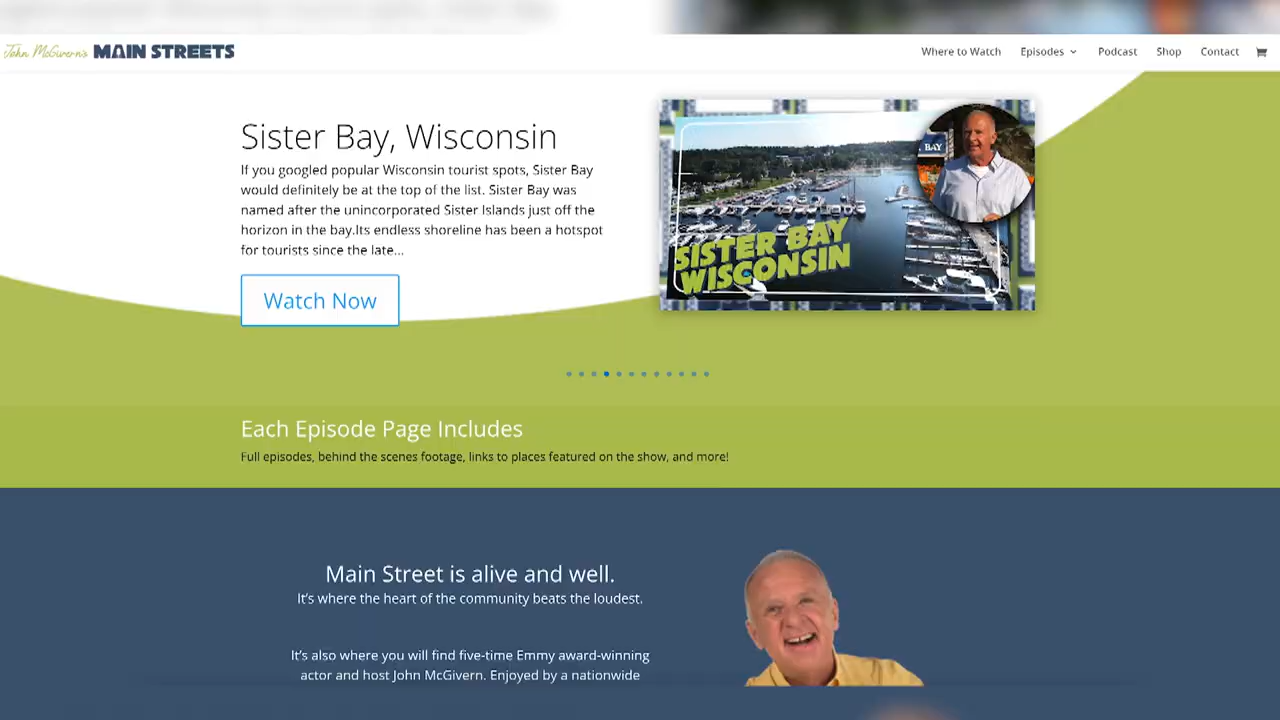 John McGivern's MAIN STREETS
Where to Watch Episodes Podcast Shop Contact
Sister Bay, Wisconsin
If you googled popular Wisconsin tourist spots, Sister Bay
would definitely be at the top of the list. Sister Bay was
named after the unincorporated Sister Islands just off the
horizon in the bay.Its endless shoreline has been a hotspot
for tourists since the late...
Watch Now
BAY
SISTER BAY
WISCONSIN
Each Episode Page Includes
Full episodes, behind the scenes footage, links to places featured on the show, and more!
Main Street is alive and well.
It's where the heart of the community beats the loudest.
It's also where you will find five-time Emmy award-winning
actor and host John McGivern. Enjoyed by a nationwide